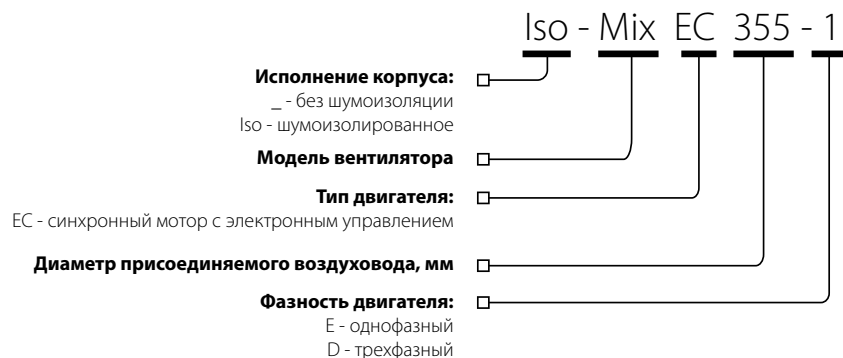 Iso - Mix EC 355 - 1
Исполнение корпуса:
_ - без шумоизоляции
Iso - шумоизолированное
Модель вентилятора
Тип двигателя:
EC - синхронный мотор с электронным управлением
Диаметр присоединяемого воздуховода, мм
Фазность двигателя:
E - однофазный
D - трехфазный